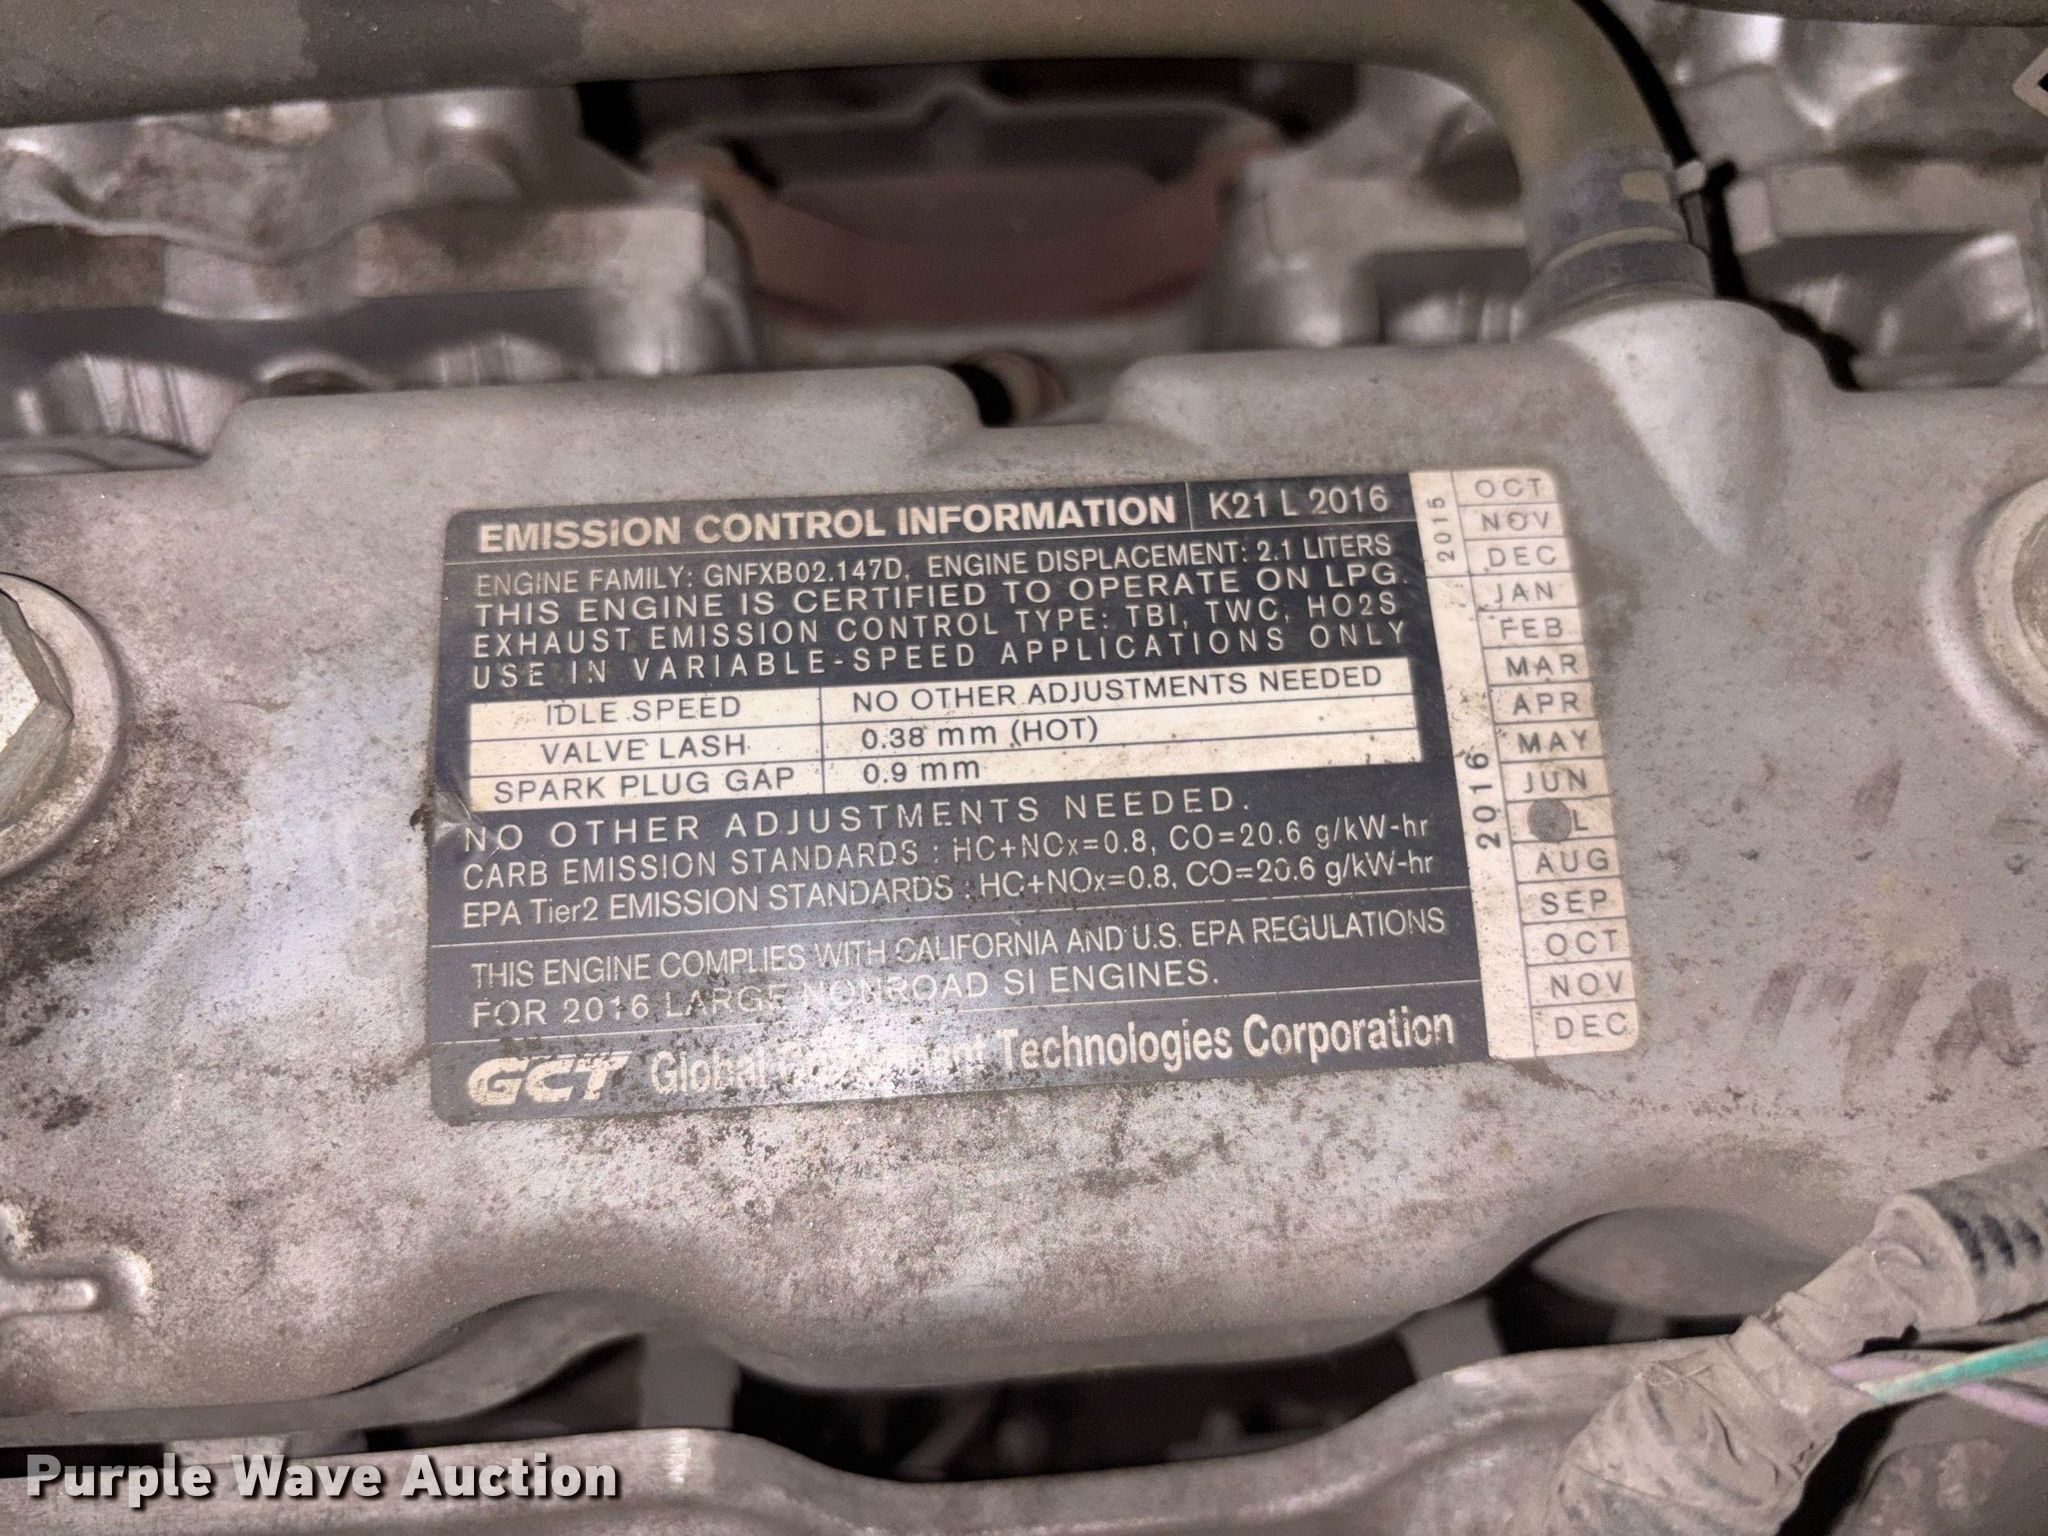 EMISSION CONTROL INFORMATION K21 L 2016
ENGINE FAMILY: GNFXB02.147D, ENGINE DISPLACEMENT: 2.1 LITERS
THIS ENGINE IS CERTIFIED TO OPERATE ON LPG.
EXHAUST EMISSION CONTROL TYPE: TBI, TWC, HO2S
USE IN VARIABLE-SPEED APPLICATIONS ONLY
IDLE SPEED NO OTHER ADJUSTMENTS NEEDED
VALVE LASH 0.38 mm (HOT)
SPARK PLUG GAP 0.9 mm
NO OTHER ADJUSTMENTS NEEDED.
CARB EMISSION STANDARDS : HC+NOx=0.8, CO=20.6 g/kW-hr
EPA Tier2 EMISSION STANDARDS : HC+NOx=0.8, CO=20.6 g/kW-hr
THIS ENGINE COMPLIES WITH CALIFORNIA AND U.S. EPA REGULATIONS
FOR 2016 LARGE NONROAD SI ENGINES.
GCT Global Technologies Corporation
2015
OCT
NOV
DEC
2016
JAN
FEB
MAR
APR
MAY
JUN
L
AUG
SEP
OCT
NOV
DEC
Purple Wave Auction